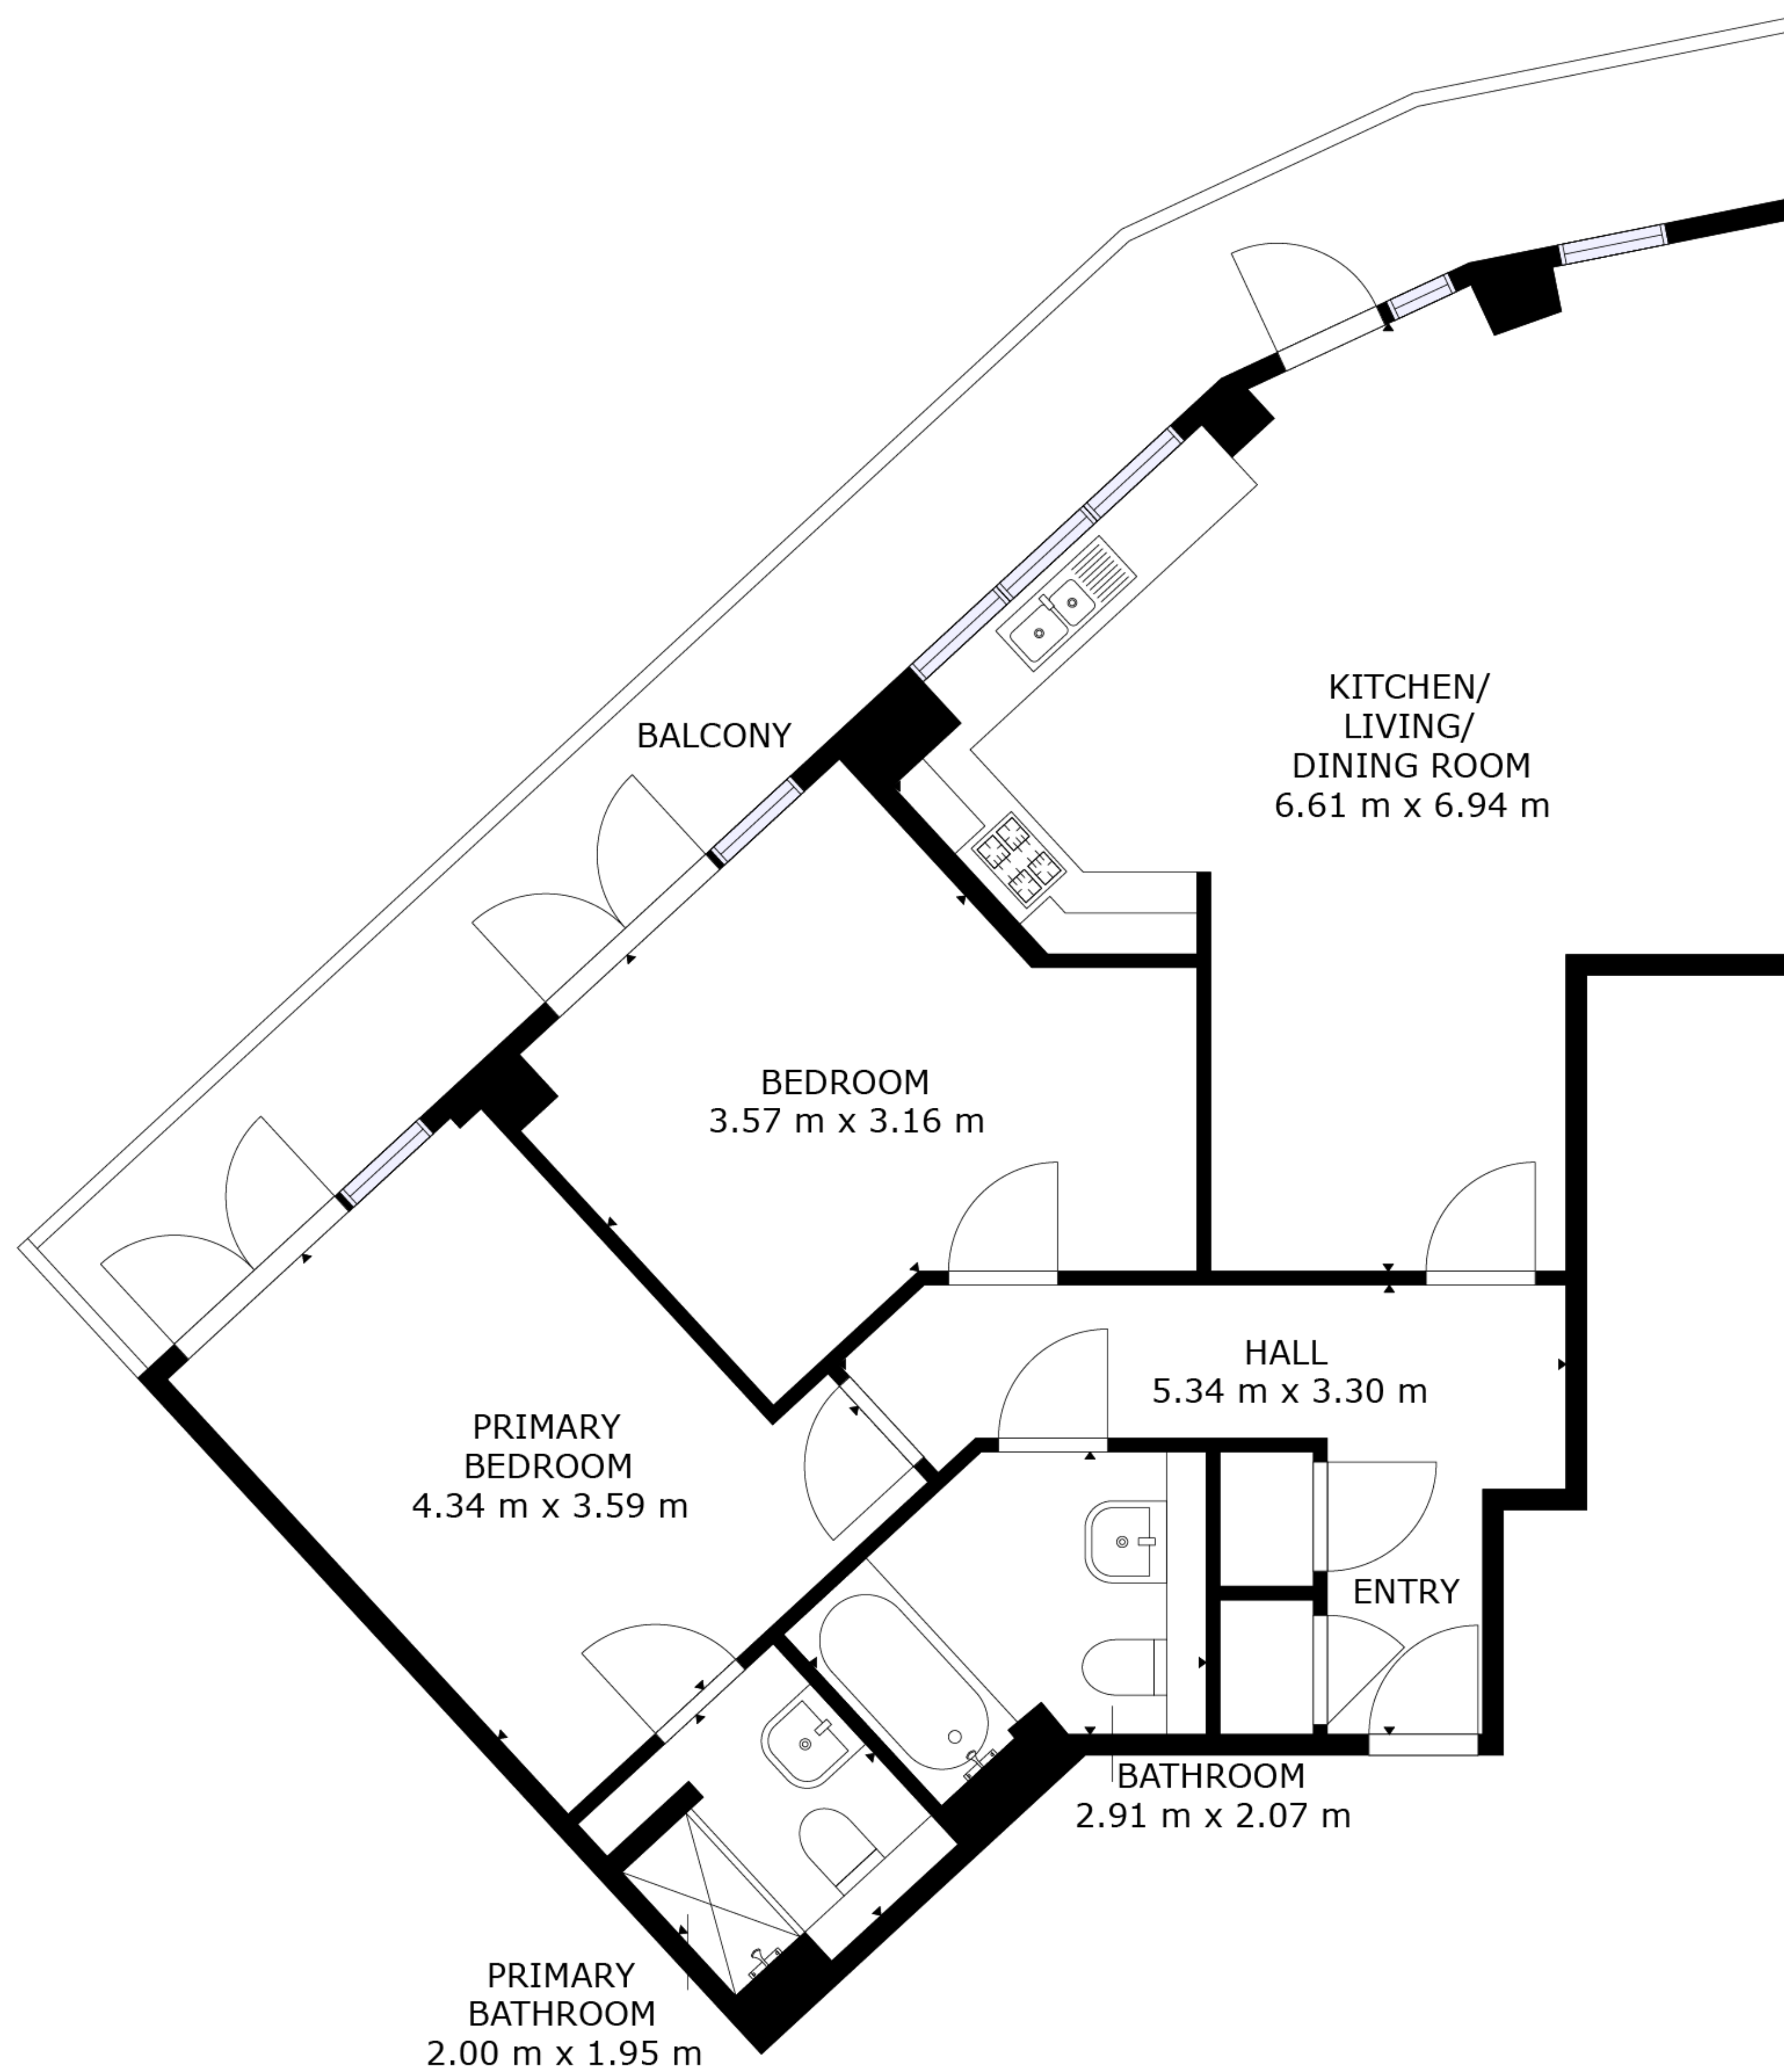 KITCHEN/
LIVING/
DINING ROOM
6.61 m x 6.94 m
BALCONY
BEDROOM
3.57 m x 3.16 m
HALL
5.34 m x 3.30 m
PRIMARY
BEDROOM
4.34 m x 3.59 m
ENTRY
BATHROOM
2.91 m x 2.07 m
PRIMARY
BATHROOM
2.00 m x 1.95 m